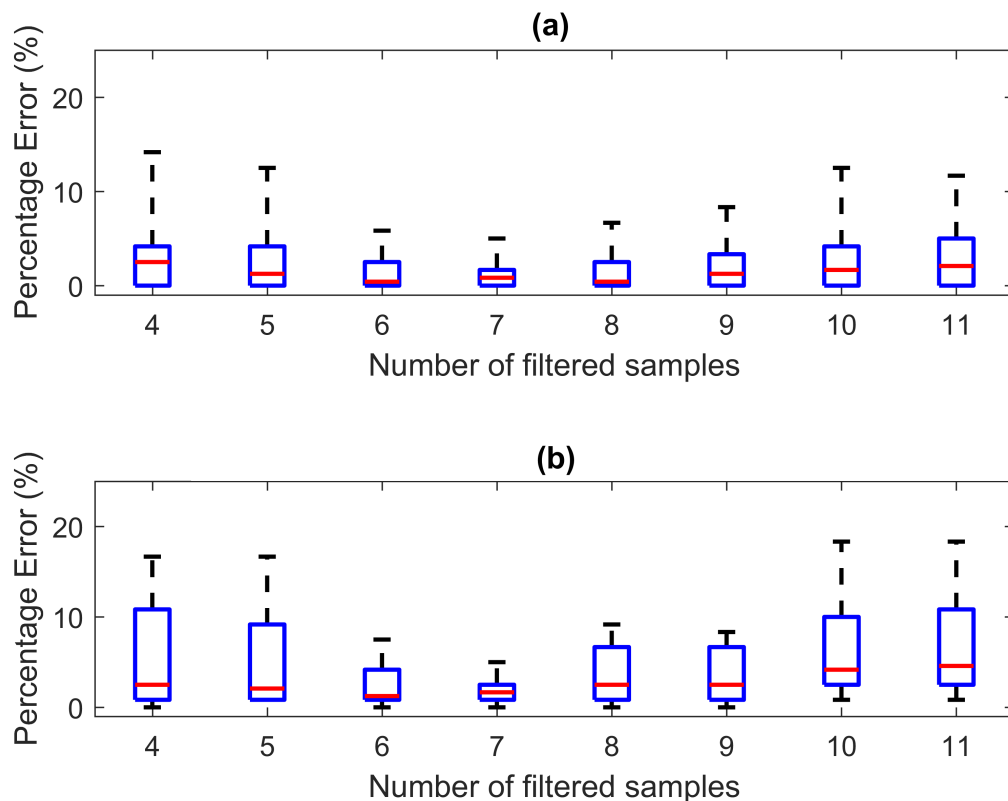 (a)
Percentage Error (%)
20
10
0
4 5 6 7 8 9 10 11
Number of filtered samples
(b)
Percentage Error (%)
20
10
0
4 5 6 7 8 9 10 11
Number of filtered samples